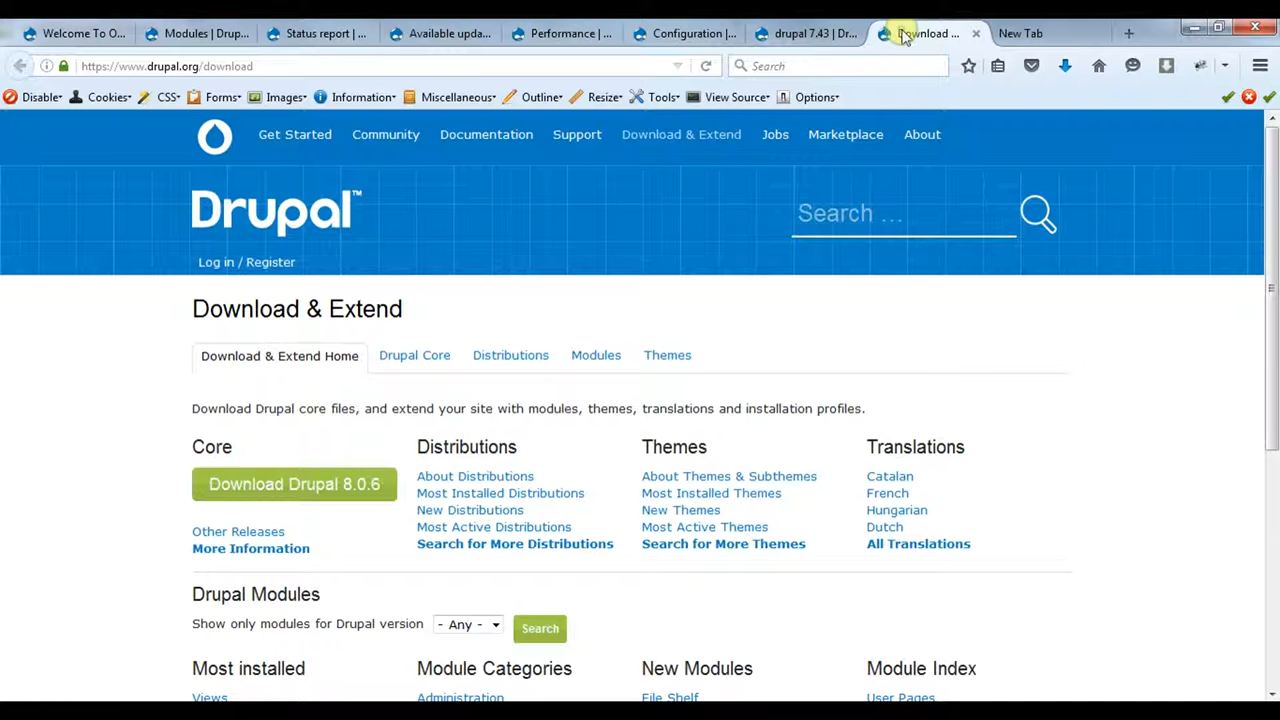 Welcome To O... Modules | Drup... Status report | ... Available upda... Performance | ... Configuration |... drupal 7.43 | Dr... Download ... New Tab
https://www.drupal.org/download Search
Disable Cookies CSS Forms Images Information Miscellaneous Outline Resize Tools View Source Options
Get Started Community Documentation Support Download & Extend Jobs Marketplace About
Drupal™ Search ...
Log in / Register
Download & Extend
Download & Extend Home Drupal Core Distributions Modules Themes
Download Drupal core files, and extend your site with modules, themes, translations and installation profiles.
Core Distributions Themes Translations
Download Drupal 8.0.6 About Distributions About Themes & Subthemes Catalan
Most Installed Distributions Most Installed Themes French
New Distributions New Themes Hungarian
Other Releases Most Active Distributions Most Active Themes Dutch
More Information Search for More Distributions Search for More Themes All Translations
Drupal Modules
Show only modules for Drupal version - Any - Search
Most installed Module Categories New Modules Module Index
Views Administration File Shelf User Pages